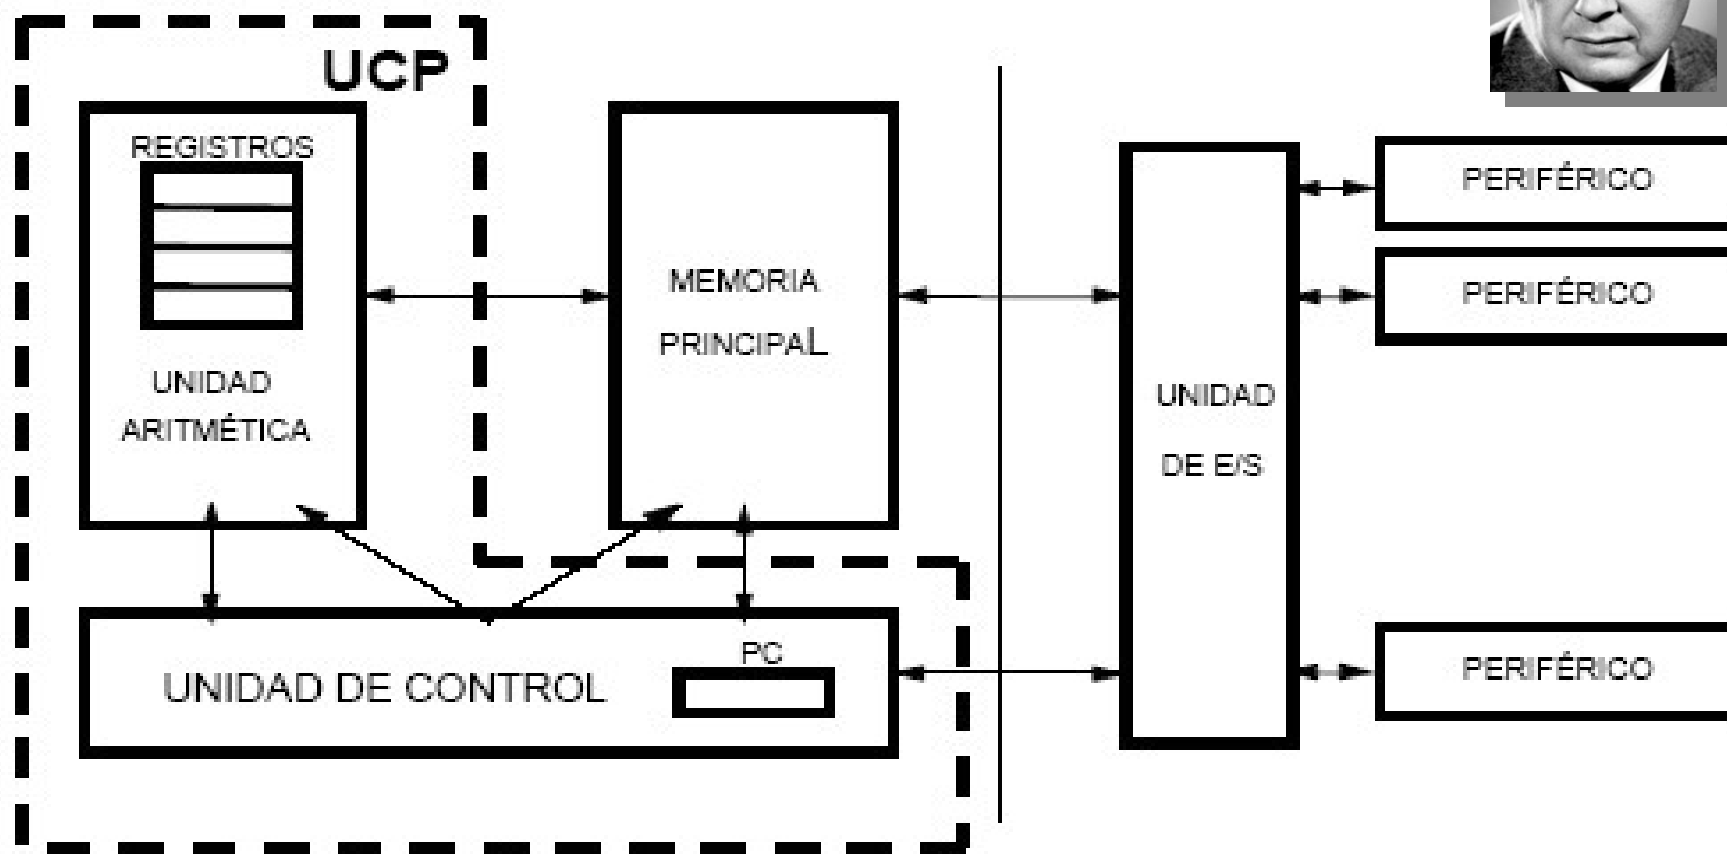 UCP
REGISTROS
UNIDAD
ARITMÉTICA
MEMORIA
PRINCIPAL
UNIDAD DE CONTROL
PC
UNIDAD
DE E/S
PERIFÉRICO
PERIFÉRICO
PERIFÉRICO